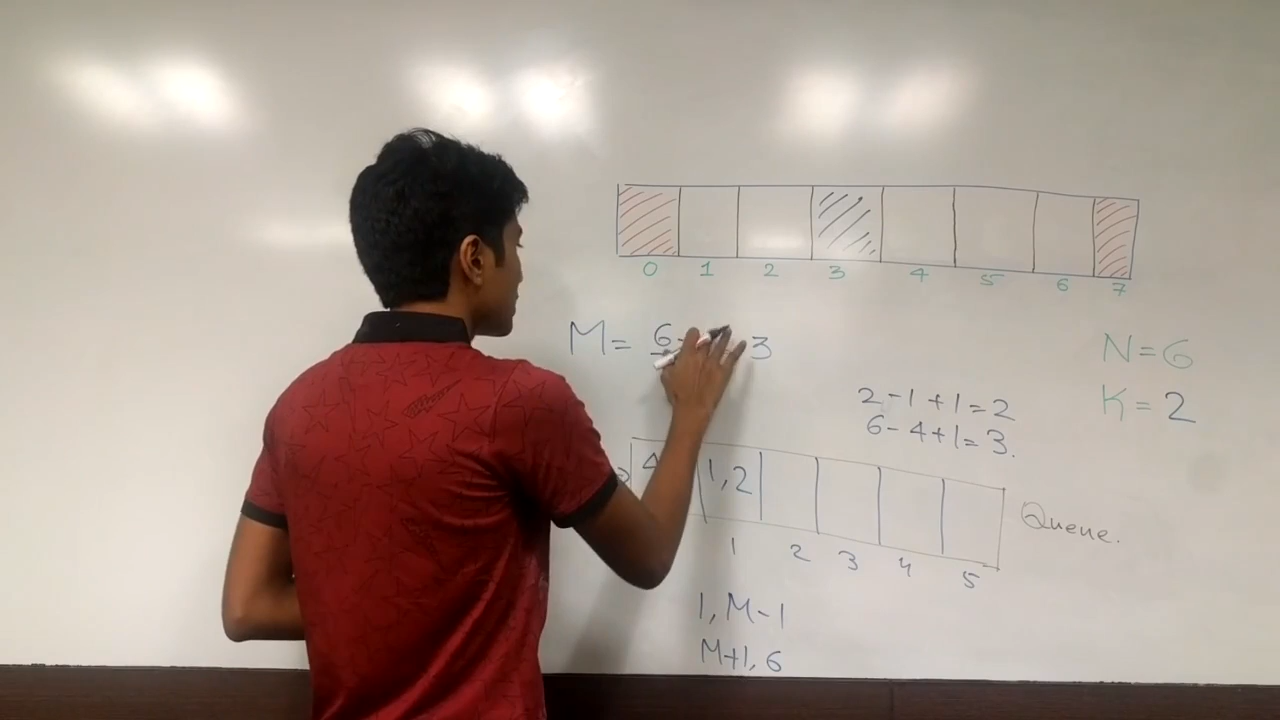 0 1 2 3 4 5 6 7
M= 6 3
N=6
K=2
2-1+1=2
6-4+1=3.
4 1,2
Queue.
1 2 3 4 5
1, M-1
M+1, 6